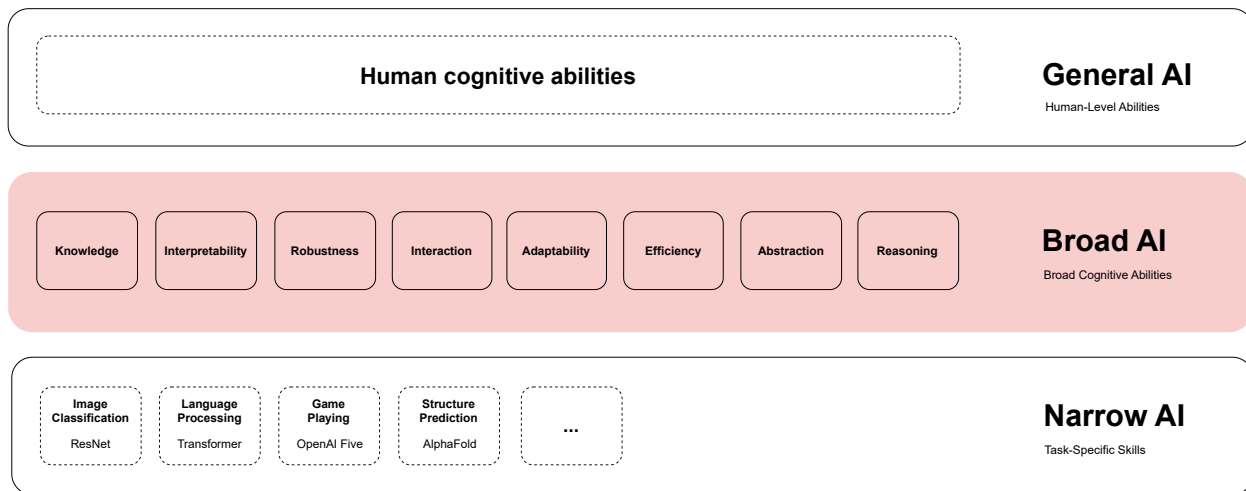 Human cognitive abilities
General AI
Human-Level Abilities
Knowledge
Interpretability
Robustness
Interaction
Adaptability
Efficiency
Abstraction
Reasoning
Broad AI
Broad Cognitive Abilities
Image
Classification
ResNet
Language
Processing
Transformer
Game
Playing
OpenAI Five
Structure
Prediction
AlphaFold
...
Narrow AI
Task-Specific Skills